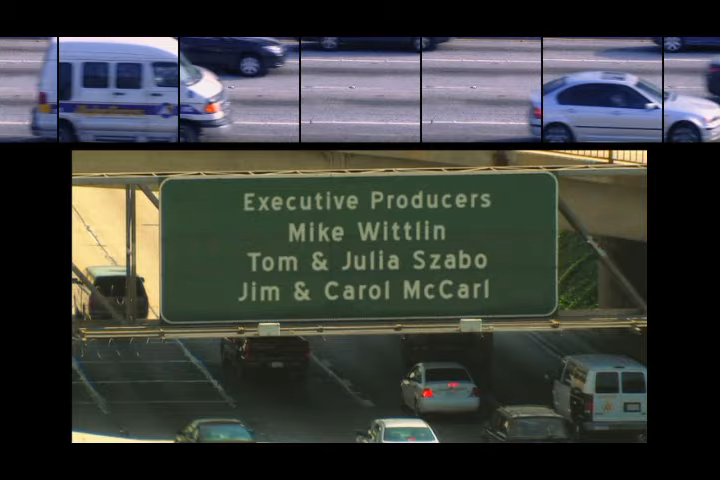 Executive Producers
Mike Wittlin
Tom & Julia Szabo
Jim & Carol McCarl